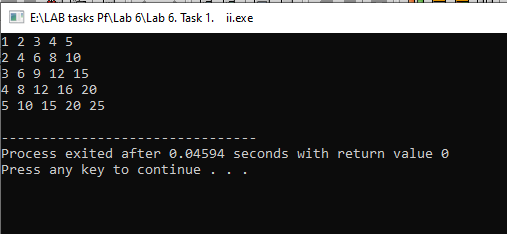 E:\LAB tasks Pf\Lab 6\Lab 6. Task 1.    ii.exe
1 2 3 4 5
2 4 6 8 10
3 6 9 12 15
4 8 12 16 20
5 10 15 20 25
--------------------------------
Process exited after 0.04594 seconds with return value 0
Press any key to continue . . .